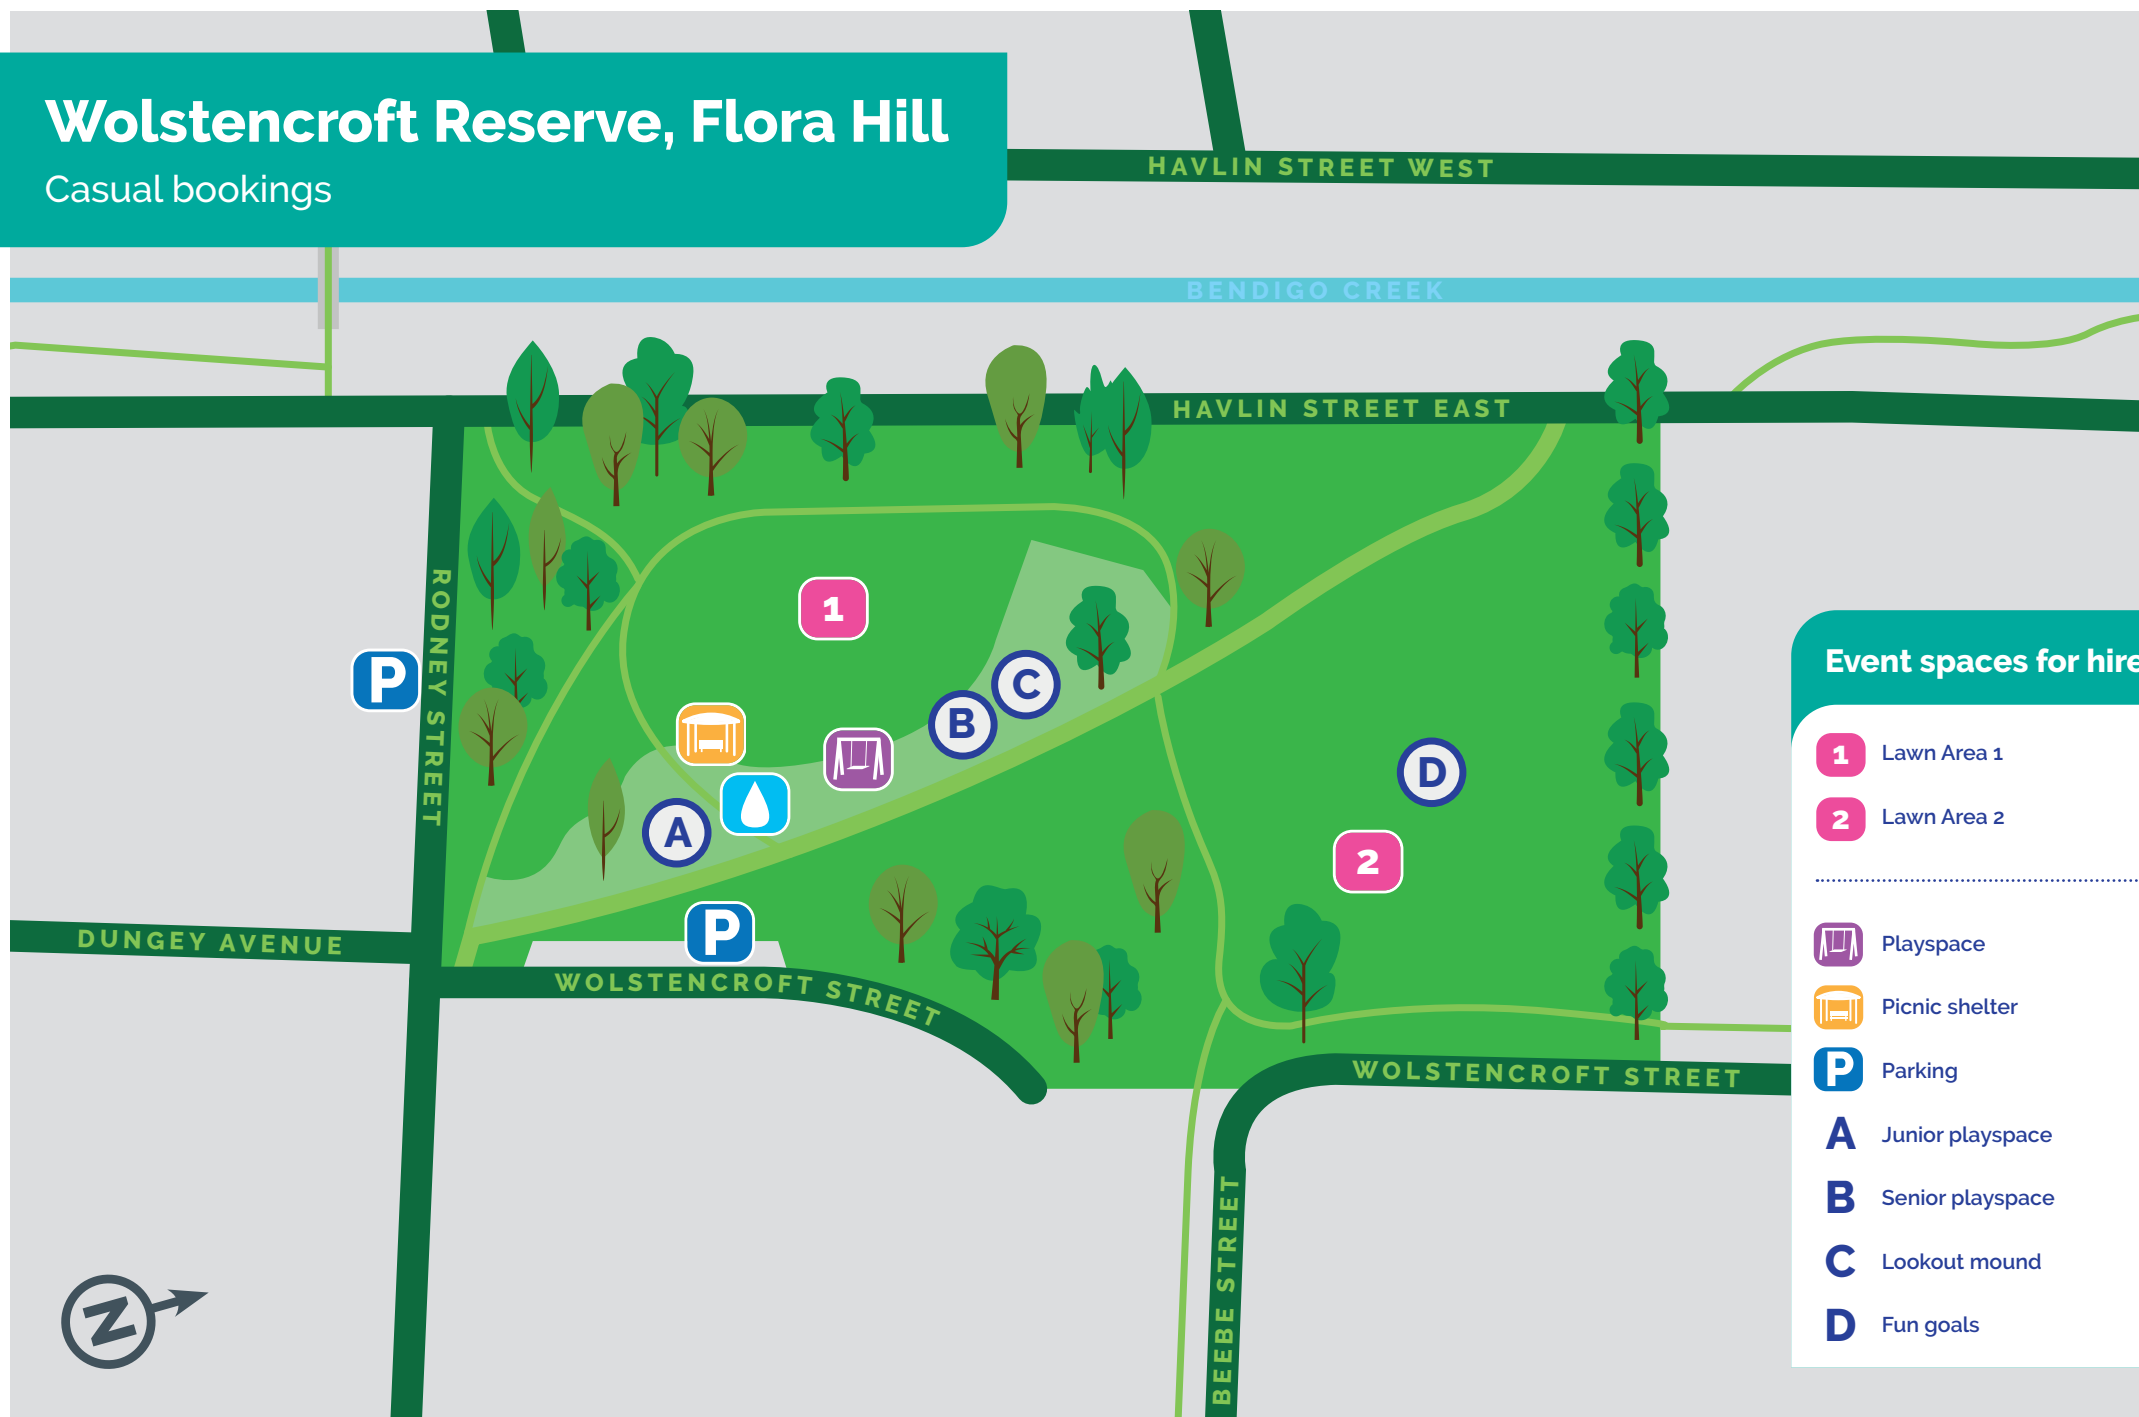 Wolstencroft Reserve, Flora Hill
Casual bookings
HAVLIN STREET WEST
BENDIGO CREEK
HAVLIN STREET EAST
RODNEY STREET
1
P
C
B
D
A
2
P
DUNGEY AVENUE
WOLSTENCROFT STREET
WOLSTENCROFT STREET
BEEBE STREET
N
Event spaces for hire
1 Lawn Area 1
2 Lawn Area 2
Playspace
Picnic shelter
P Parking
A Junior playspace
B Senior playspace
C Lookout mound
D Fun goals